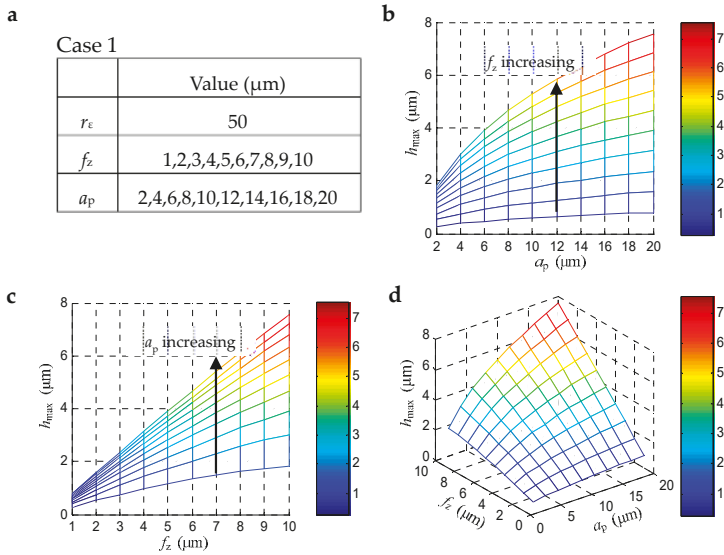 a
Case 1
Value (µm)
rε 50
fz 1,2,3,4,5,6,7,8,9,10
ap 2,4,6,8,10,12,14,16,18,20
b
8
6
4
2
0
hmax (µm)
fz increasing
2 4 6 8 10 12 14 16 18 20
ap (µm)
7
6
5
4
3
2
1
c
8
6
4
2
0
hmax (µm)
ap increasing
1 2 3 4 5 6 7 8 9 10
fz (µm)
7
6
5
4
3
2
1
d
8
6
4
2
0
hmax (µm)
10 8 6 4 2 0
fz (µm)
0 5 10 15 20
ap (µm)
7
6
5
4
3
2
1